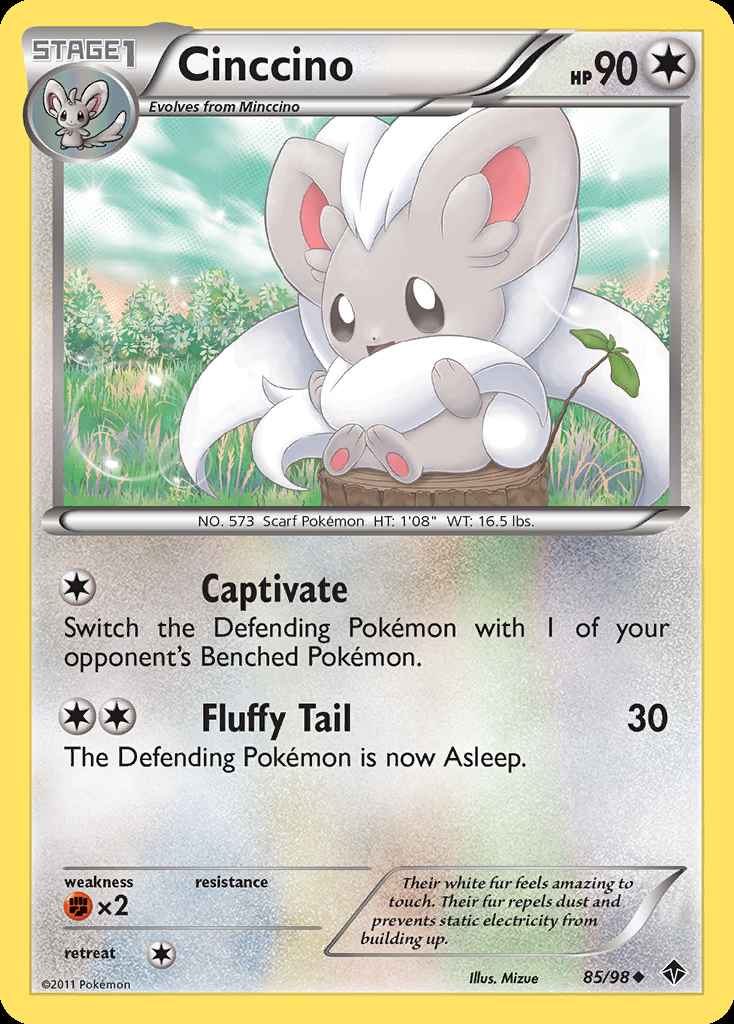 STAGE1
Cinccino
HP 90
Evolves from Minccino
NO. 573 Scarf Pokémon HT: 1'08" WT: 16.5 lbs.
Captivate
Switch the Defending Pokémon with 1 of your
opponent's Benched Pokémon.
Fluffy Tail 30
The Defending Pokémon is now Asleep.
weakness resistance
×2
retreat
Their white fur feels amazing to
touch. Their fur repels dust and
prevents static electricity from
building up.
©2011 Pokémon
Illus. Mizue
85/98